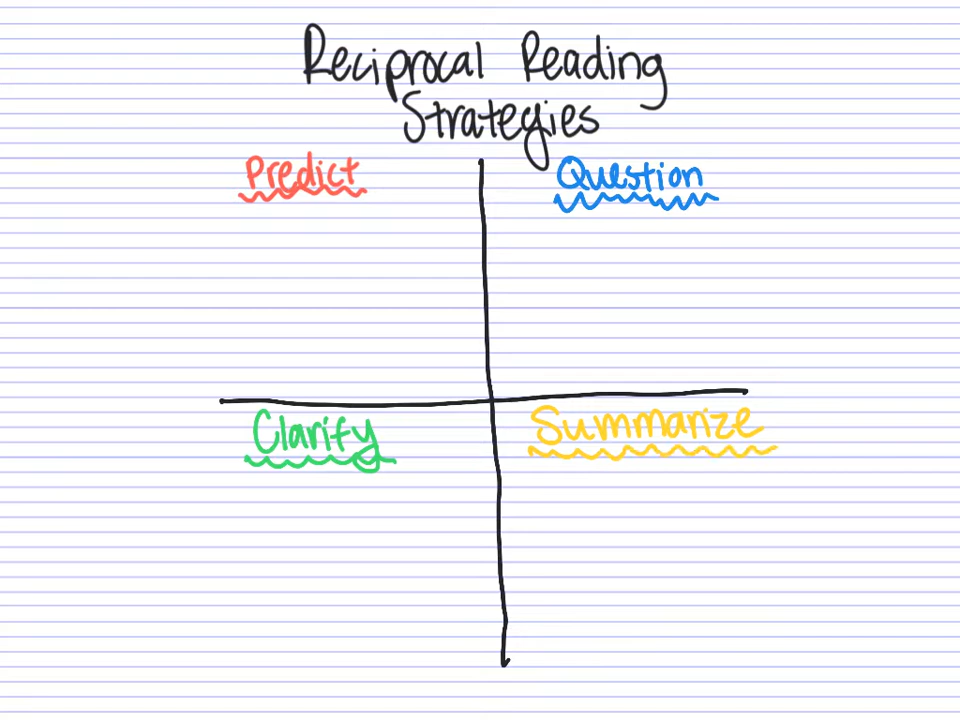 Reciprocal Reading
Strategies
Predict
Question
Clarify
Summarize